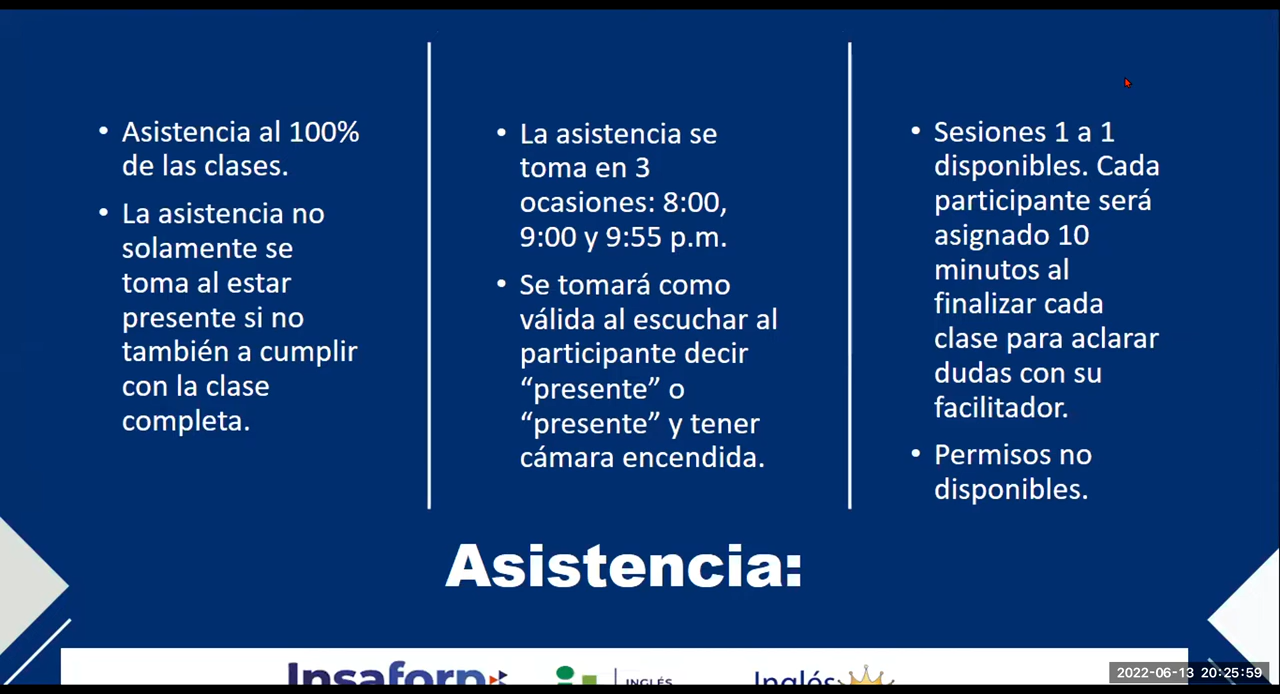 • Asistencia al 100%
de las clases.
• La asistencia no
solamente se
toma al estar
presente si no
también a cumplir
con la clase
completa.
• La asistencia se
toma en 3
ocasiones: 8:00,
9:00 y 9:55 p.m.
• Se tomará como
válida al escuchar al
participante decir
“presente” o
“presente” y tener
cámara encendida.
• Sesiones 1 a 1
disponibles. Cada
participante será
asignado 10
minutos al
finalizar cada
clase para aclarar
dudas con su
facilitador.
• Permisos no
disponibles.
Asistencia:
Insaforp
INGLÉS
Inglés
2022-06-13 20:25:59